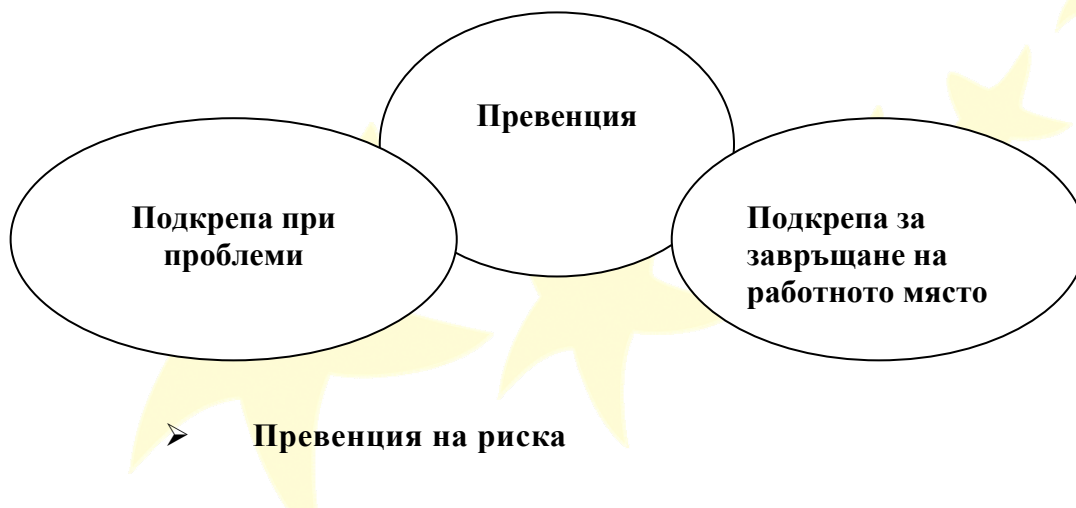 Превенция
Подкрепа при
проблеми
Подкрепа за
завръщане на
работното място
➢ Превенция на риска